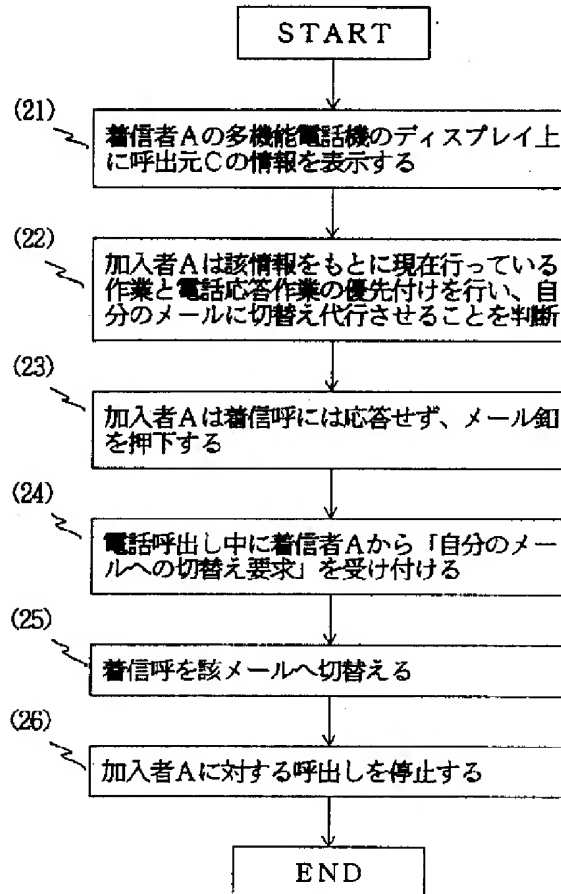 START
(21)
着信者Aの多機能電話機のディスプレイ上
に呼出元Cの情報を表示する
(22)
加入者Aは該情報をもとに現在行っている
作業と電話応答作業の優先付けを行い、自
分のメールに切替え代行させることを判断
(23)
加入者Aは着信呼には応答せず、メール釦
を押下する
(24)
電話呼出し中に着信者Aから「自分のメー
ルへの切替え要求」を受け付ける
(25)
着信呼を該メールへ切替える
(26)
加入者Aに対する呼出しを停止する
END